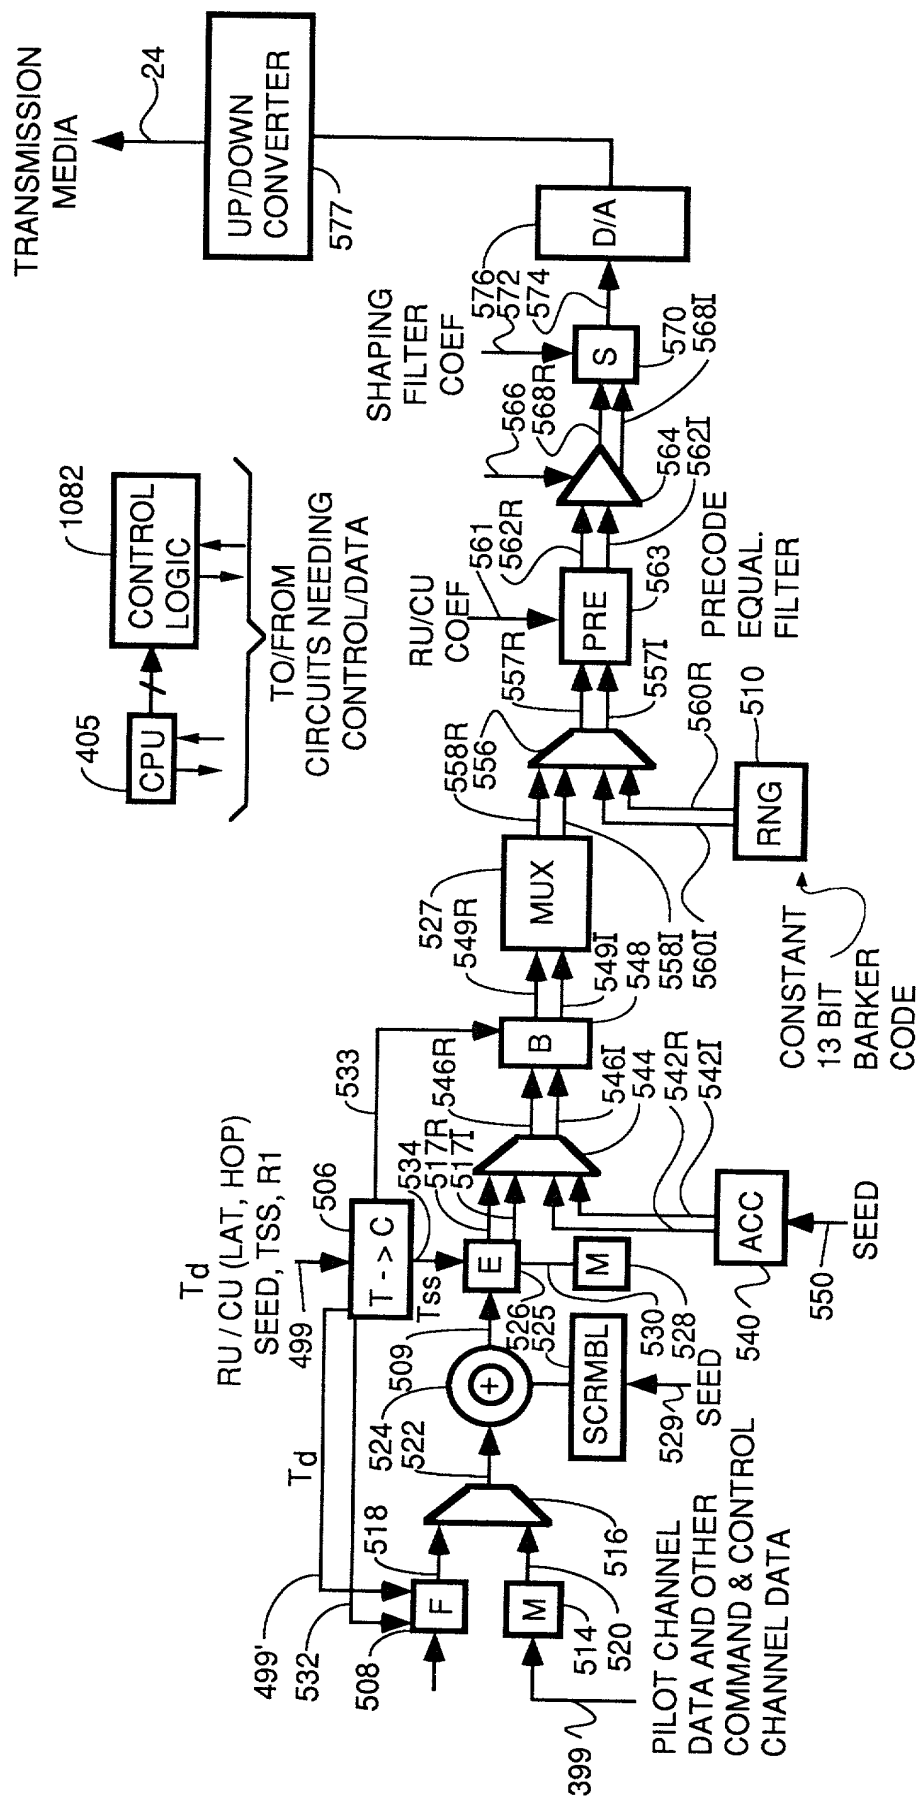 TRANSMISSION
MEDIA
24
UP/DOWN
CONVERTER
577
1082
CONTROL
LOGIC
405
CPU
TO/FROM
CIRCUITS NEEDING
CONTROL/DATA
SHAPING
FILTER
COEF
576
572
574
D/A
S
570
568I
566
568R
564
562I
RU/CU
COEF
561
562R
PRE
563
PRECODE
EQUAL.
FILTER
557R
557I
558R
556
560R
510
RNG
527
549R
MUX
549I
548
558I
560I
CONSTANT
13 BIT
BARKER
CODE
533
B
546R
546I
544
542R
542I
Td
RU / CU (LAT, HOP)
SEED, TSS, R1
506
499
T - > C
534
517R
517I
Tss
E
526
525
M
530
528
ACC
540
550
SEED
509
+
524
522
SCRMBL
529
SEED
Td
518
516
499'
532
508
F
M
514
520
399
PILOT CHANNEL
DATA AND OTHER
COMMAND & CONTROL
CHANNEL DATA